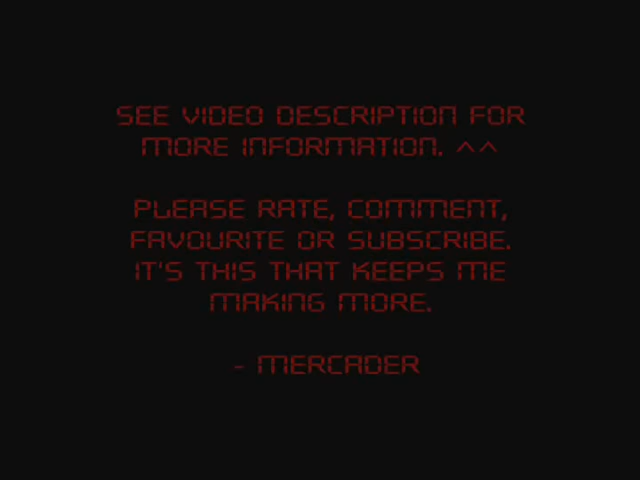 SEE VIDEO DESCRIPTION FOR
MORE INFORMATION. ^^
PLEASE RATE, COMMENT,
FAVOURITE OR SUBSCRIBE.
IT'S THIS THAT KEEPS ME
MAKING MORE.
- MERCADER